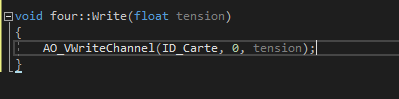 void four::Write(float tension)
{
    AO_VWriteChannel(ID_Carte, 0, tension);
}